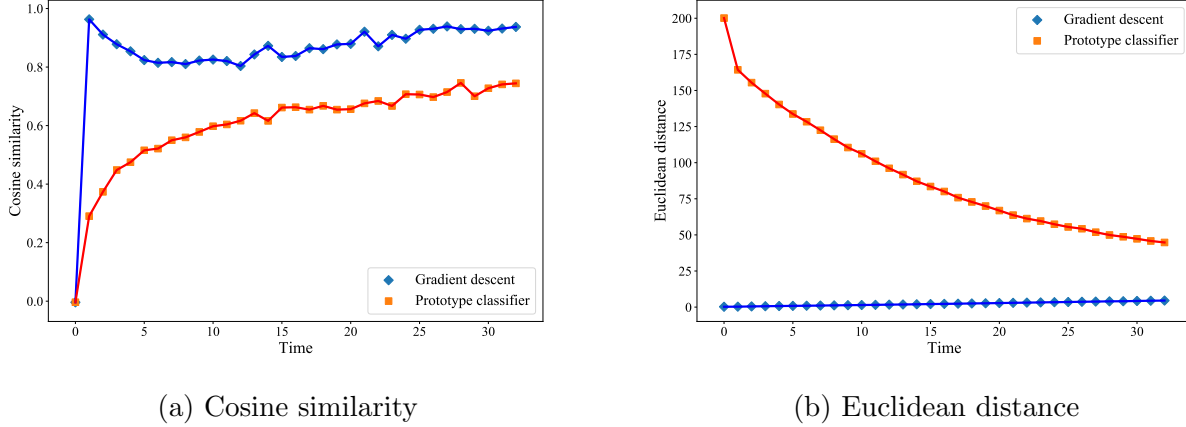 1.0
0.8
0.6
0.4
0.2
0.0
Cosine similarity
Gradient descent
Prototype classifier
0 5 10 15 20 25 30
Time
(a) Cosine similarity
200
175
150
125
100
75
50
25
0
Euclidean distance
Gradient descent
Prototype classifier
0 5 10 15 20 25 30
Time
(b) Euclidean distance